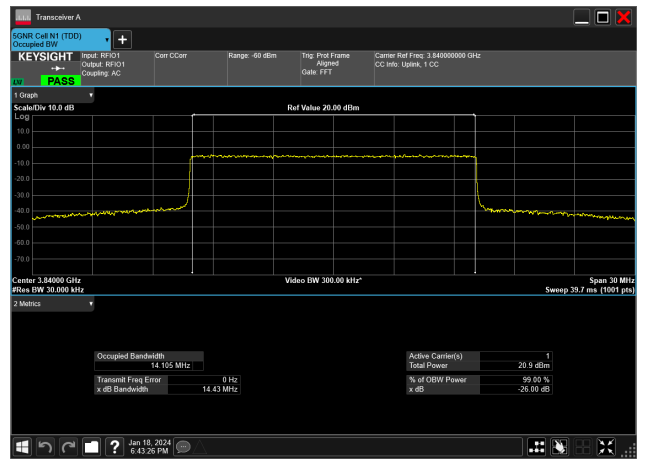 Transceiver A
5GNR Cell N1 (TDD)
Occupied BW
KEYSIGHT
LXI PASS
Input: RFIO1
Output: RFIO1
Coupling: AC
Corr CCorr
Range: -60 dBm
Trig: Prot Frame
Aligned
Gate: FFT
Carrier Ref Freq: 3.840000000 GHz
CC Info: Uplink, 1 CC
1 Graph
Scale/Div 10.0 dB
Ref Value 20.00 dBm
Log
10.0
0.00
-10.0
-20.0
-30.0
-40.0
-50.0
-60.0
-70.0
Center 3.84000 GHz
Video BW 300.00 kHz*
Span 30 MHz
#Res BW 30.000 kHz
Sweep 39.7 ms (1001 pts)
2 Metrics
Occupied Bandwidth
14.105 MHz
Active Carrier(s) 1
Total Power 20.9 dBm
Transmit Freq Error 0 Hz
x dB Bandwidth 14.43 MHz
% of OBW Power 99.00 %
x dB -26.00 dB
Jan 18, 2024
6:43:26 PM